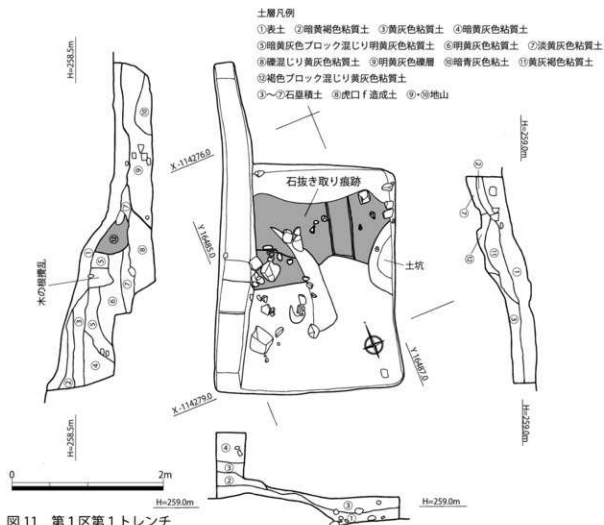 土層凡例
①表土 ②暗黄褐色粘質土 ③黄灰色粘質土 ④暗黄灰色粘質土
⑤暗黄灰色ブロック混じり明黄灰色粘質土 ⑥明黄灰色粘質土 ⑦淡黄灰色粘質土
⑧礫混じり黄灰色粘質土 ⑨明黄灰色礫層 ⑩暗青灰色粘土 ⑪黄灰褐色粘質土
⑫褐色ブロック混じり黄灰色粘質土
③〜⑦石塁積土 ⑧虎口f造成土 ⑨・⑩地山
H=258.5m
X -114276.0
Y 16485.0
石抜き取り痕跡
土坑
木の根攪乱
H=259.0m
X -114279.0
Y 16487.0
H=258.5m
H=259.0m
0 2m
H=259.0m
H=259.0m
図11 第1区第1トレンチ